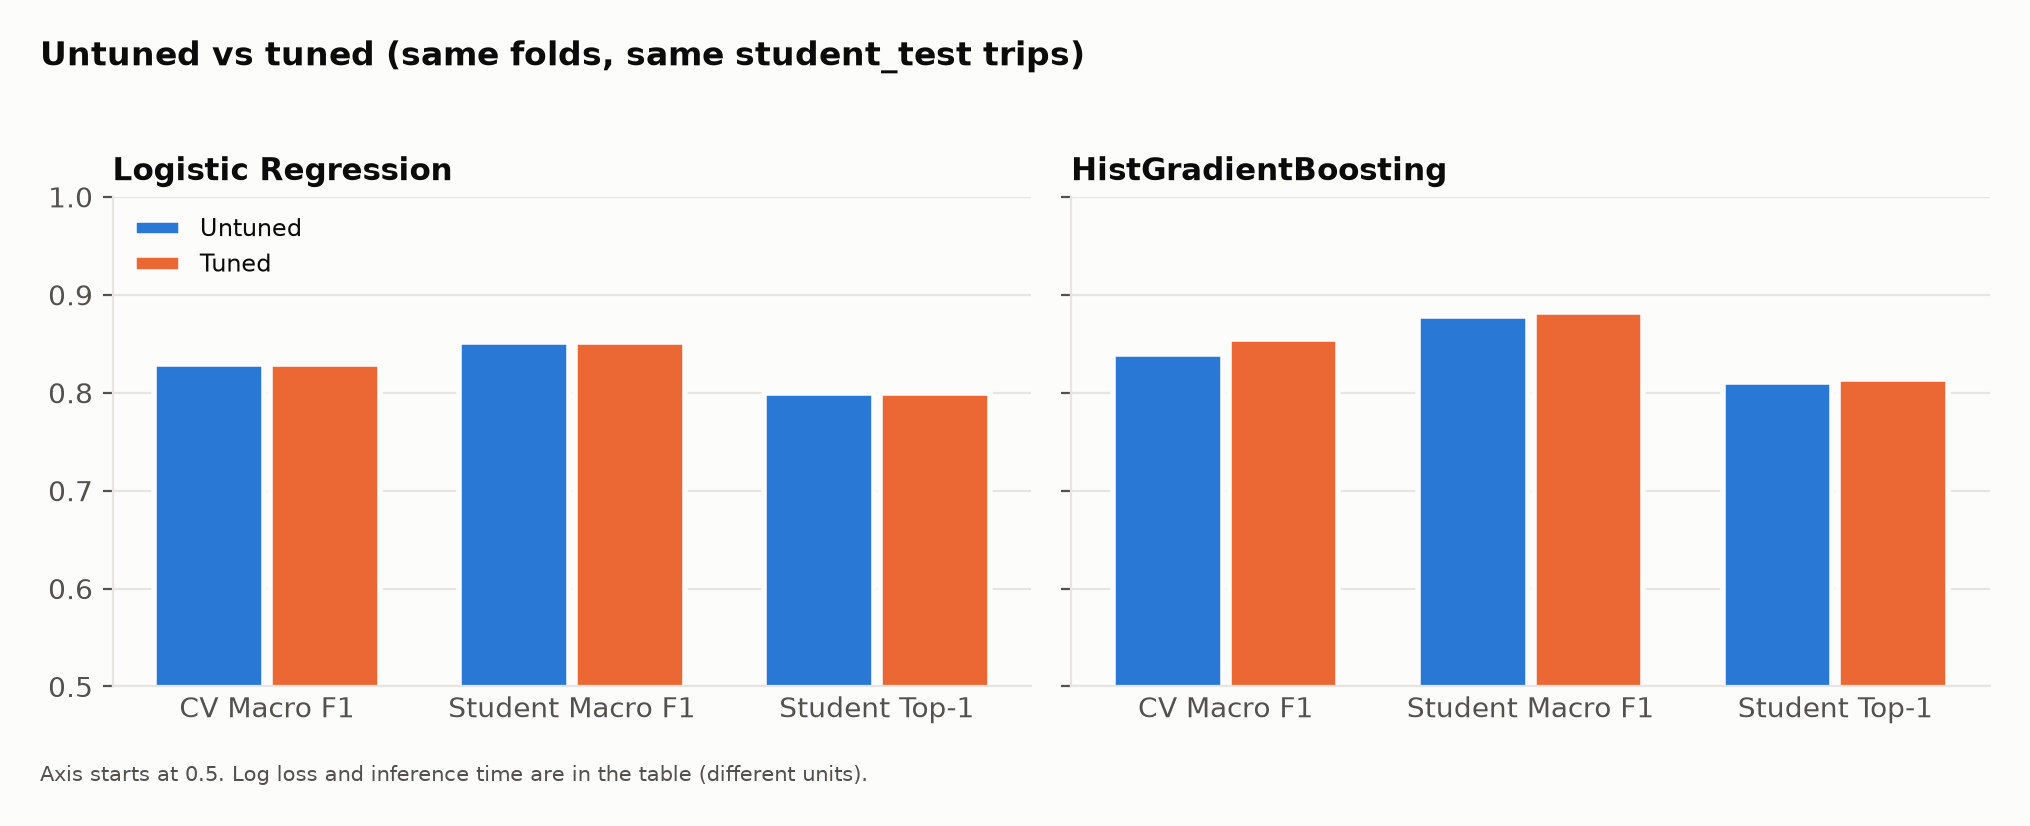 Untuned vs tuned (same folds, same student_test trips)
Logistic Regression
HistGradientBoosting
1.0
0.9
0.8
0.7
0.6
0.5
Untuned
Tuned
CV Macro F1
Student Macro F1
Student Top-1
CV Macro F1
Student Macro F1
Student Top-1
Axis starts at 0.5. Log loss and inference time are in the table (different units).